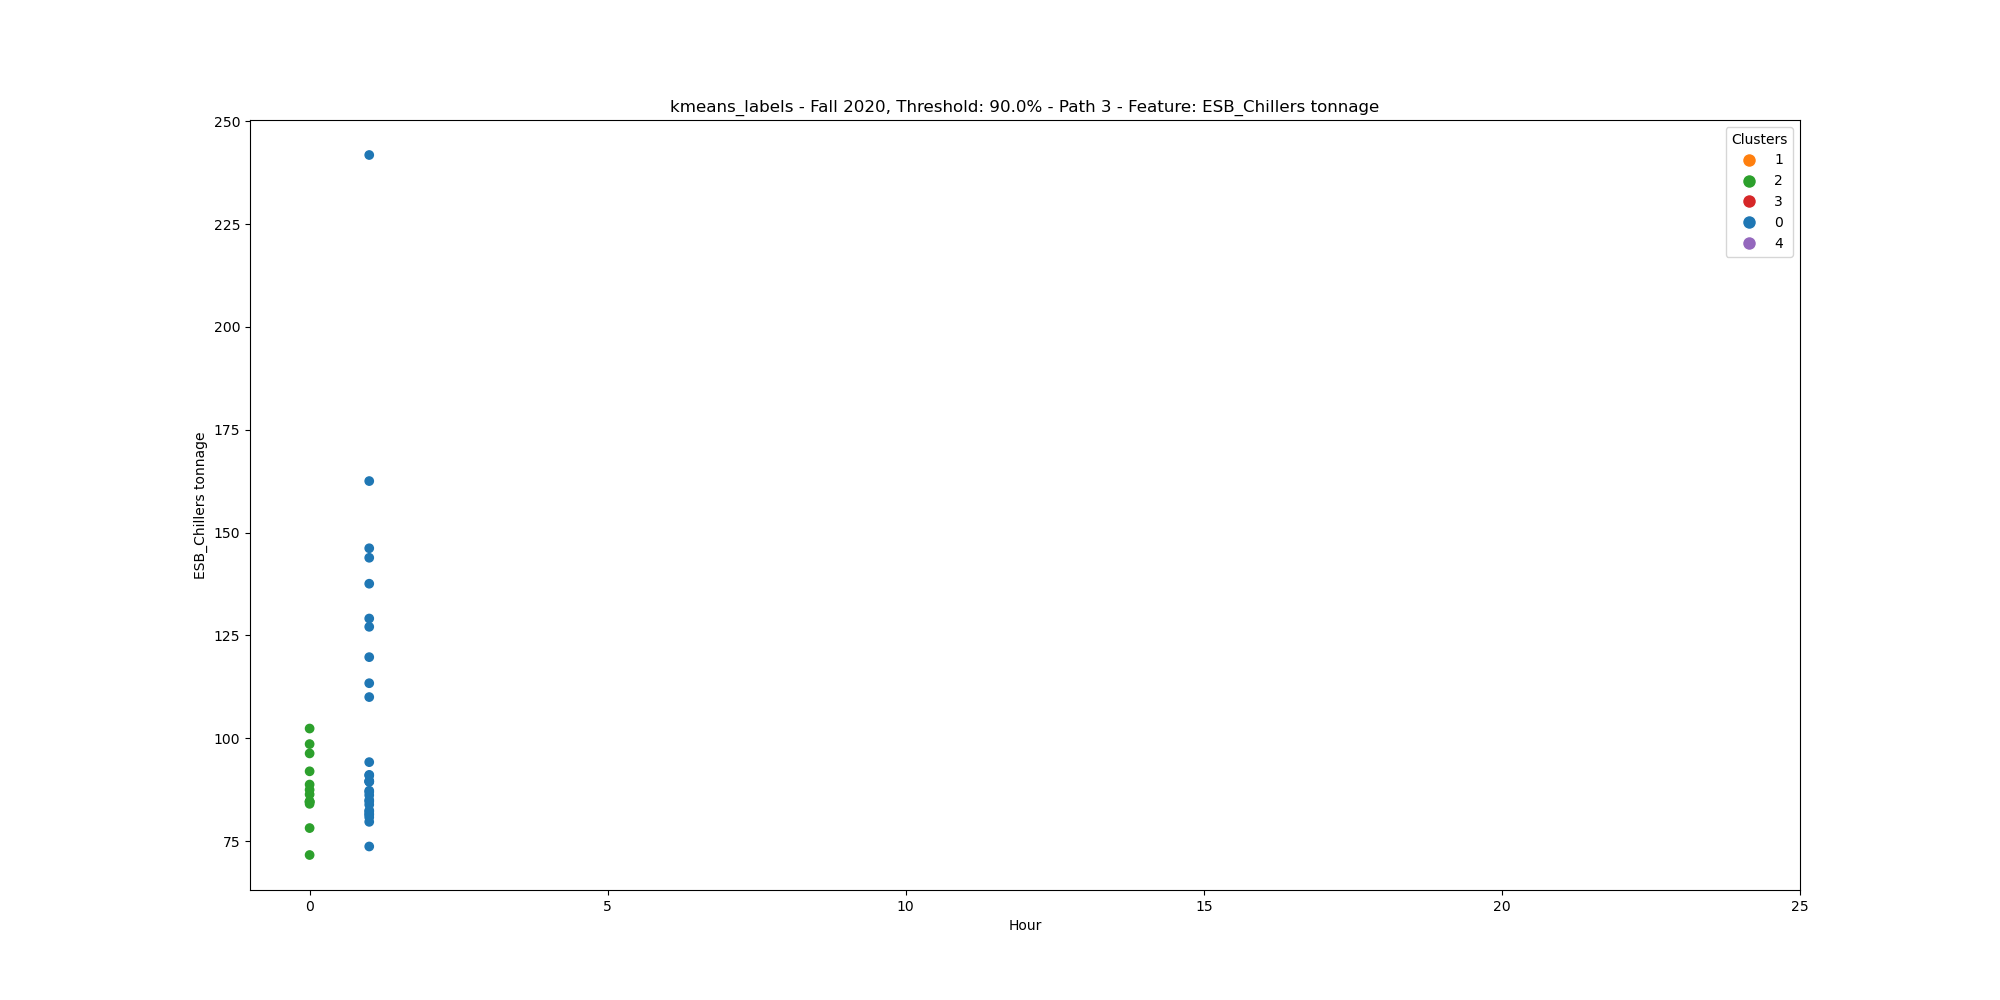 kmeans_labels - Fall 2020, Threshold: 90.0% - Path 3 - Feature: ESB_Chillers tonnage
Clusters
1
2
3
0
4
250
225
200
175
150
125
100
75
ESB_Chillers tonnage
0 5 10 15 20 25
Hour